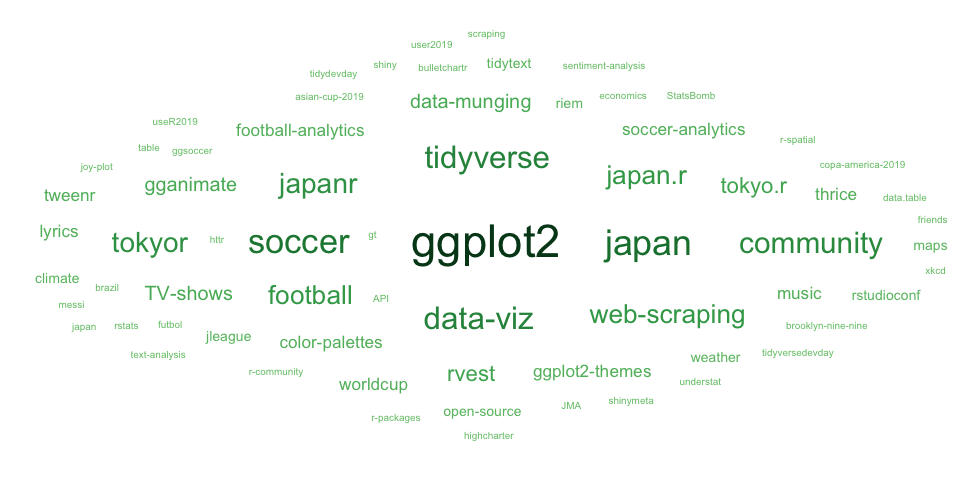 scraping
user2019
shiny
bulletchartr
tidytext
sentiment-analysis
tidydevday
asian-cup-2019
data-munging
riem
economics
StatsBomb
useR2019
football-analytics
soccer-analytics
r-spatial
table
ggsoccer
tidyverse
joy-plot
gganimate
japanr
japan.r
tokyo.r
copa-america-2019
tweenr
thrice
data.table
lyrics
tokyor
httr
soccer
gt
ggplot2
japan
community
friends
maps
climate
brazil
TV-shows
football
API
music
rstudioconf
xkcd
messi
data-viz
web-scraping
japan
rstats
futbol
jleague
color-palettes
brooklyn-nine-nine
text-analysis
weather
tidyversedevday
r-community
worldcup
rvest
ggplot2-themes
understat
r-packages
open-source
JMA
shinymeta
highcharter